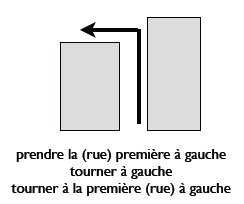 prendre la (rue) première à gauche
tourner à gauche
tourner à la première (rue) à gauche